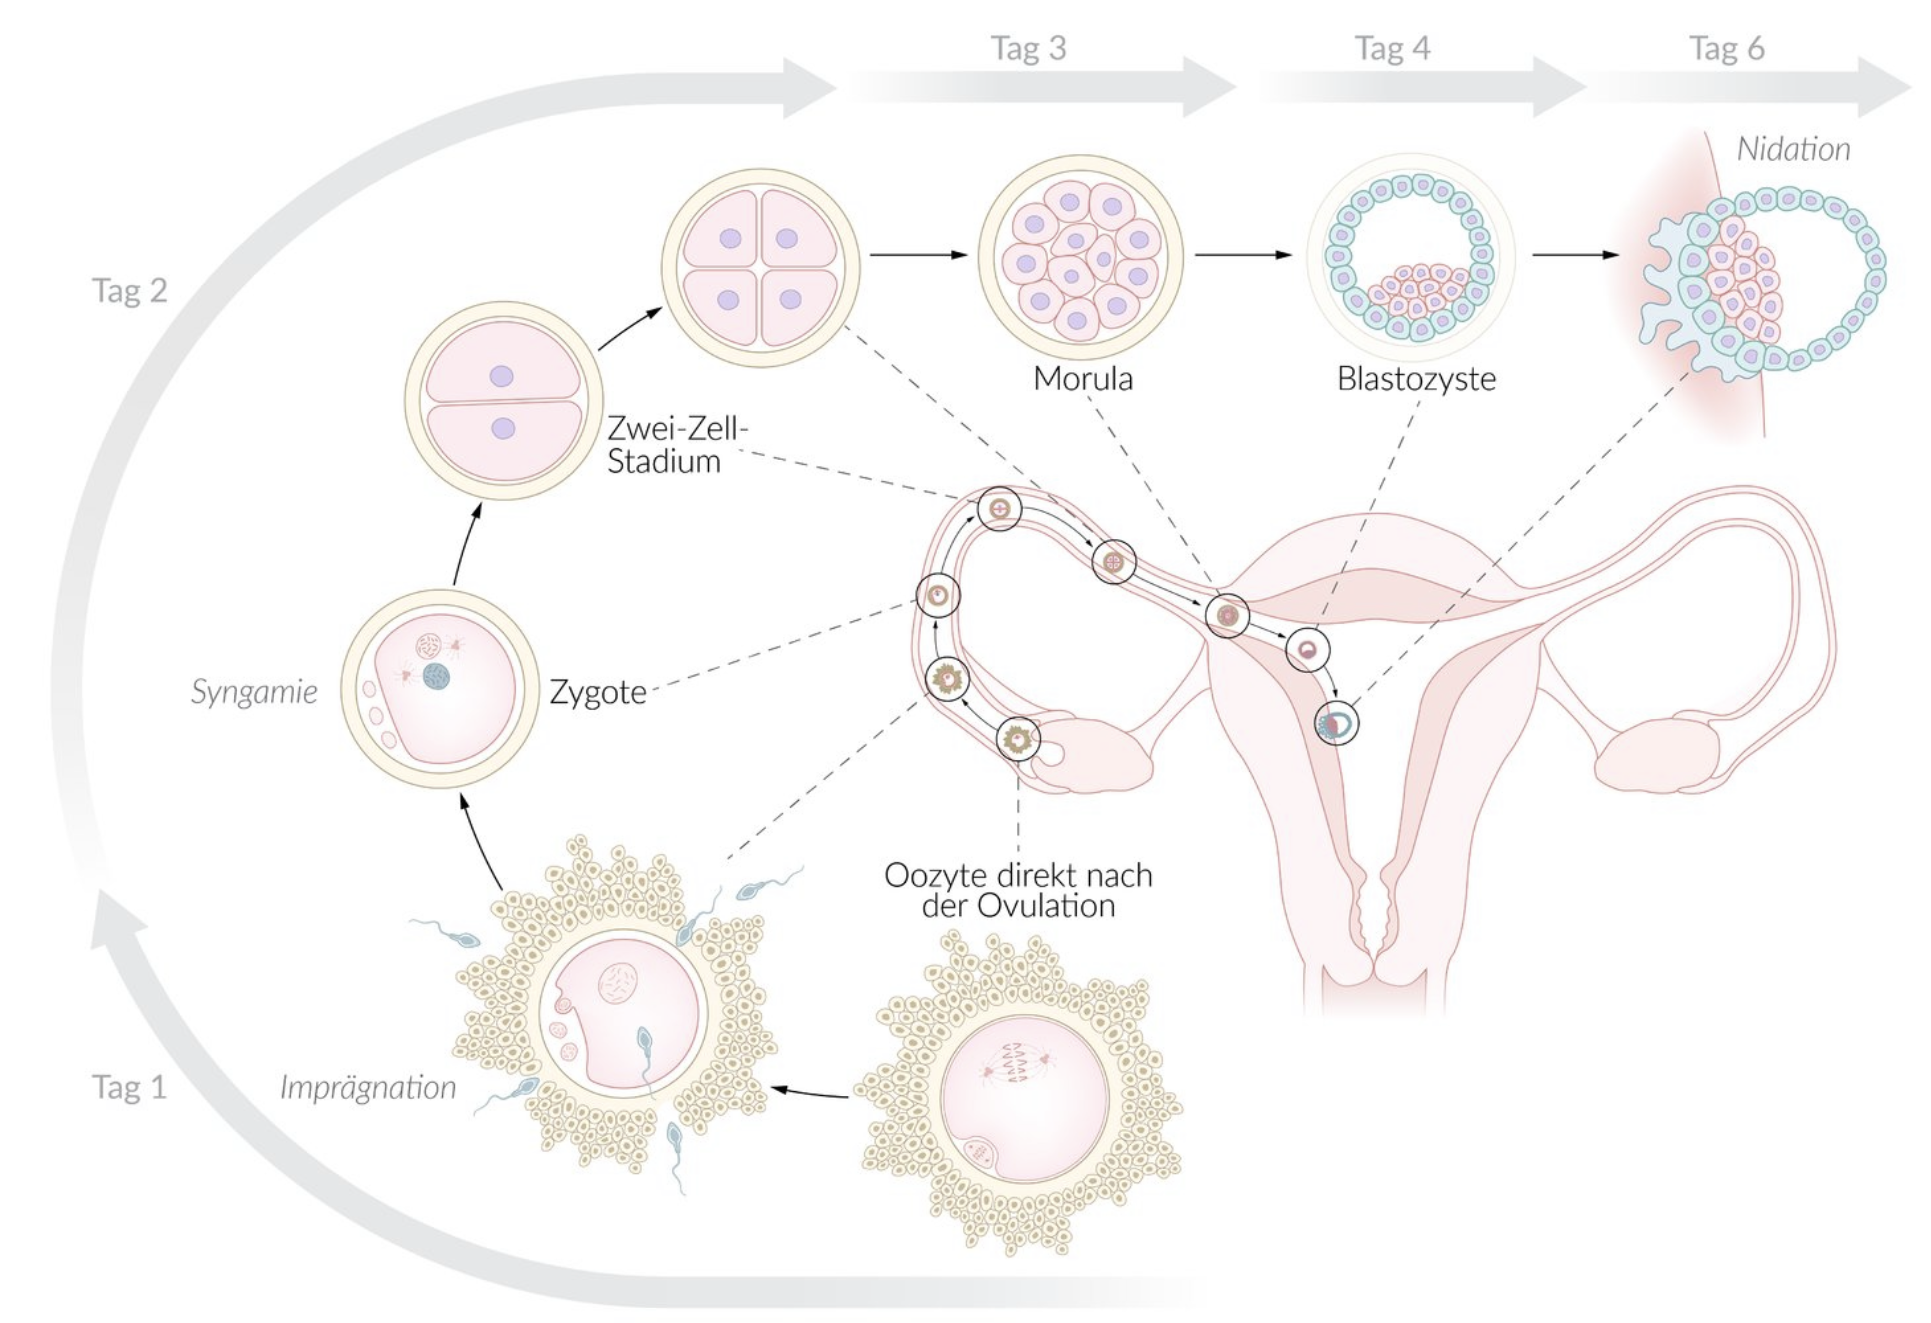 Tag 3
Tag 4
Tag 6
Nidation
Tag 2
Morula
Blastozyste
Zwei-Zell-
Stadium
Syngamie
Zygote
Oozyte direkt nach
der Ovulation
Tag 1
Imprägnation